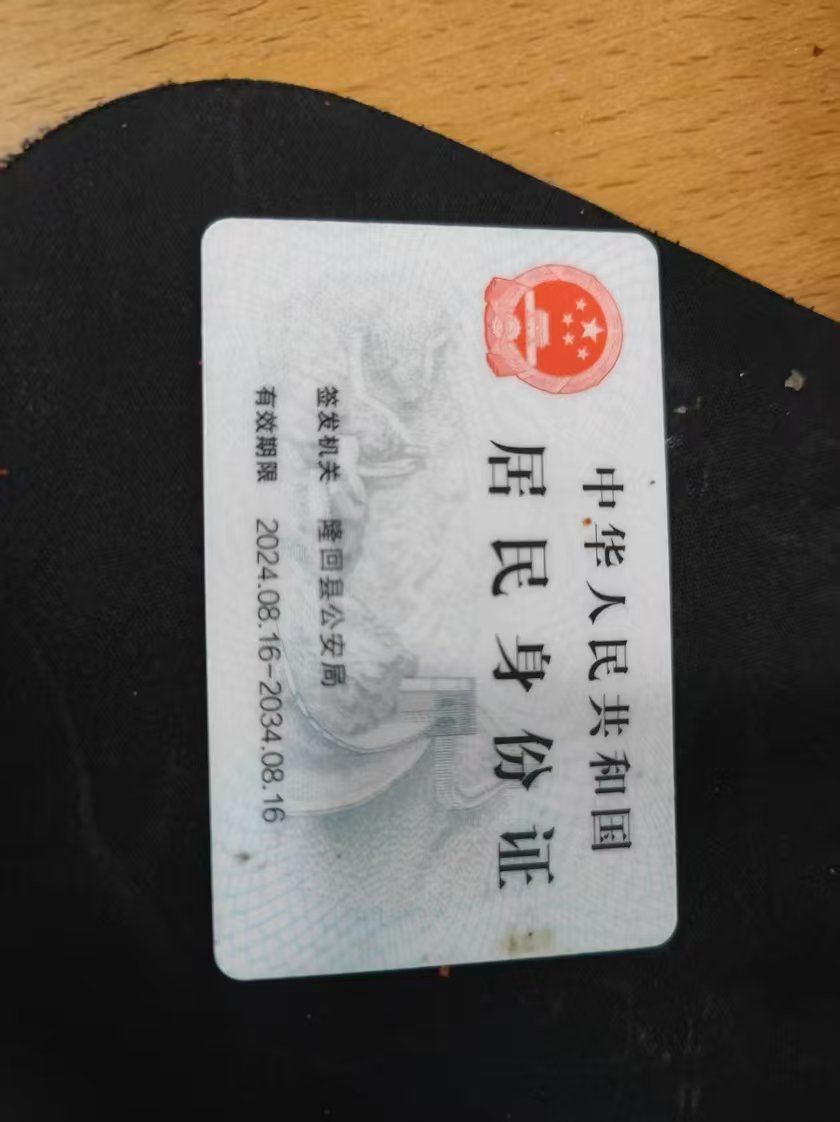 中华人民共和国
居民身份证
签发机关 隆回县公安局
有效期限 2024.08.16-2034.08.16